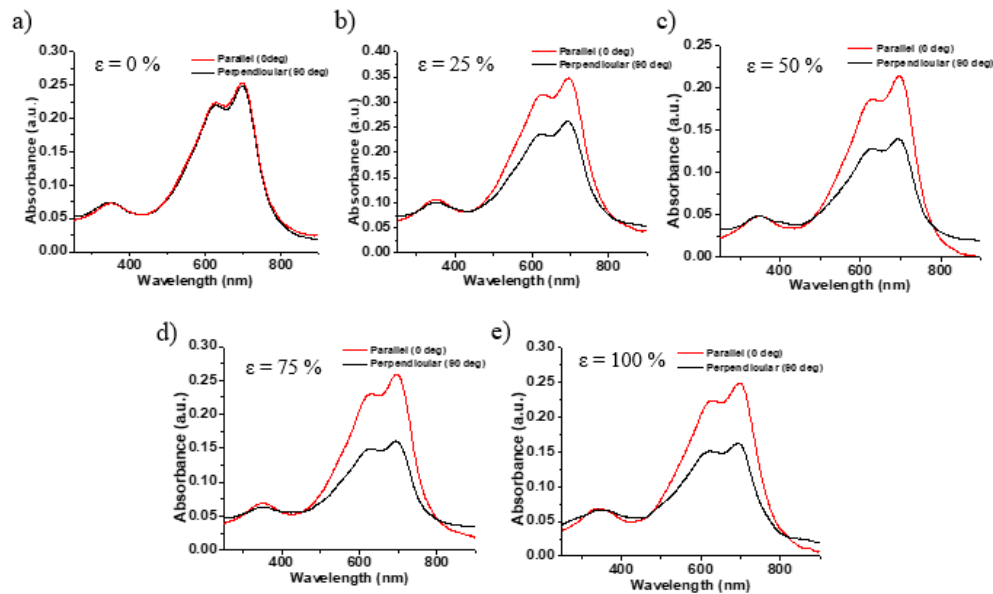 a)
ε = 0 %
Parallel (0deg)
Perpendioular (90 deg)
0.30
0.25
0.20
0.15
0.10
0.05
0.00
400 600 800
Absorbance (a.u.)
Wavelength (nm)
b)
ε = 25 %
Parallel (0 deg)
Perpendioular (90 deg)
0.40
0.35
0.30
0.25
0.20
0.15
0.10
0.05
0.00
400 600 800
Absorbance (a.u.)
Wavelength (nm)
c)
ε = 50 %
Parallel (0 deg)
Perpendioular (90 deg)
0.25
0.20
0.15
0.10
0.05
0.00
400 600 800
Absorbance (a.u.)
Wavelength (nm)
d)
ε = 75 %
Parallel (0 deg)
Perpendioular (90 deg)
0.30
0.25
0.20
0.15
0.10
0.05
0.00
400 600 800
Absorbance (a.u.)
Wavelength (nm)
e)
ε = 100 %
Parallel (0 deg)
Perpendioular (90 deg)
0.30
0.25
0.20
0.15
0.10
0.05
0.00
400 600 800
Absorbance (a.u.)
Wavelength (nm)